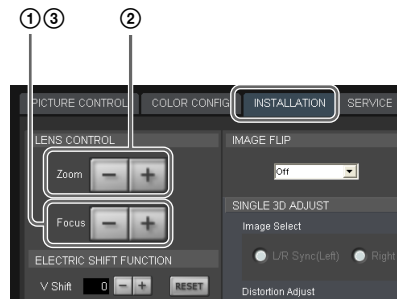 ①③ ②
PICTURE CONTROL COLOR CONFIG INSTALLATION SERVICE
LENS CONTROL
Zoom − +
Focus − +
ELECTRIC SHIFT FUNCTION
V Shift 0 − + RESET
IMAGE FLIP
Off
SINGLE 3D ADJUST
Image Select
L/R Sync(Left) Right
Distortion Adjust